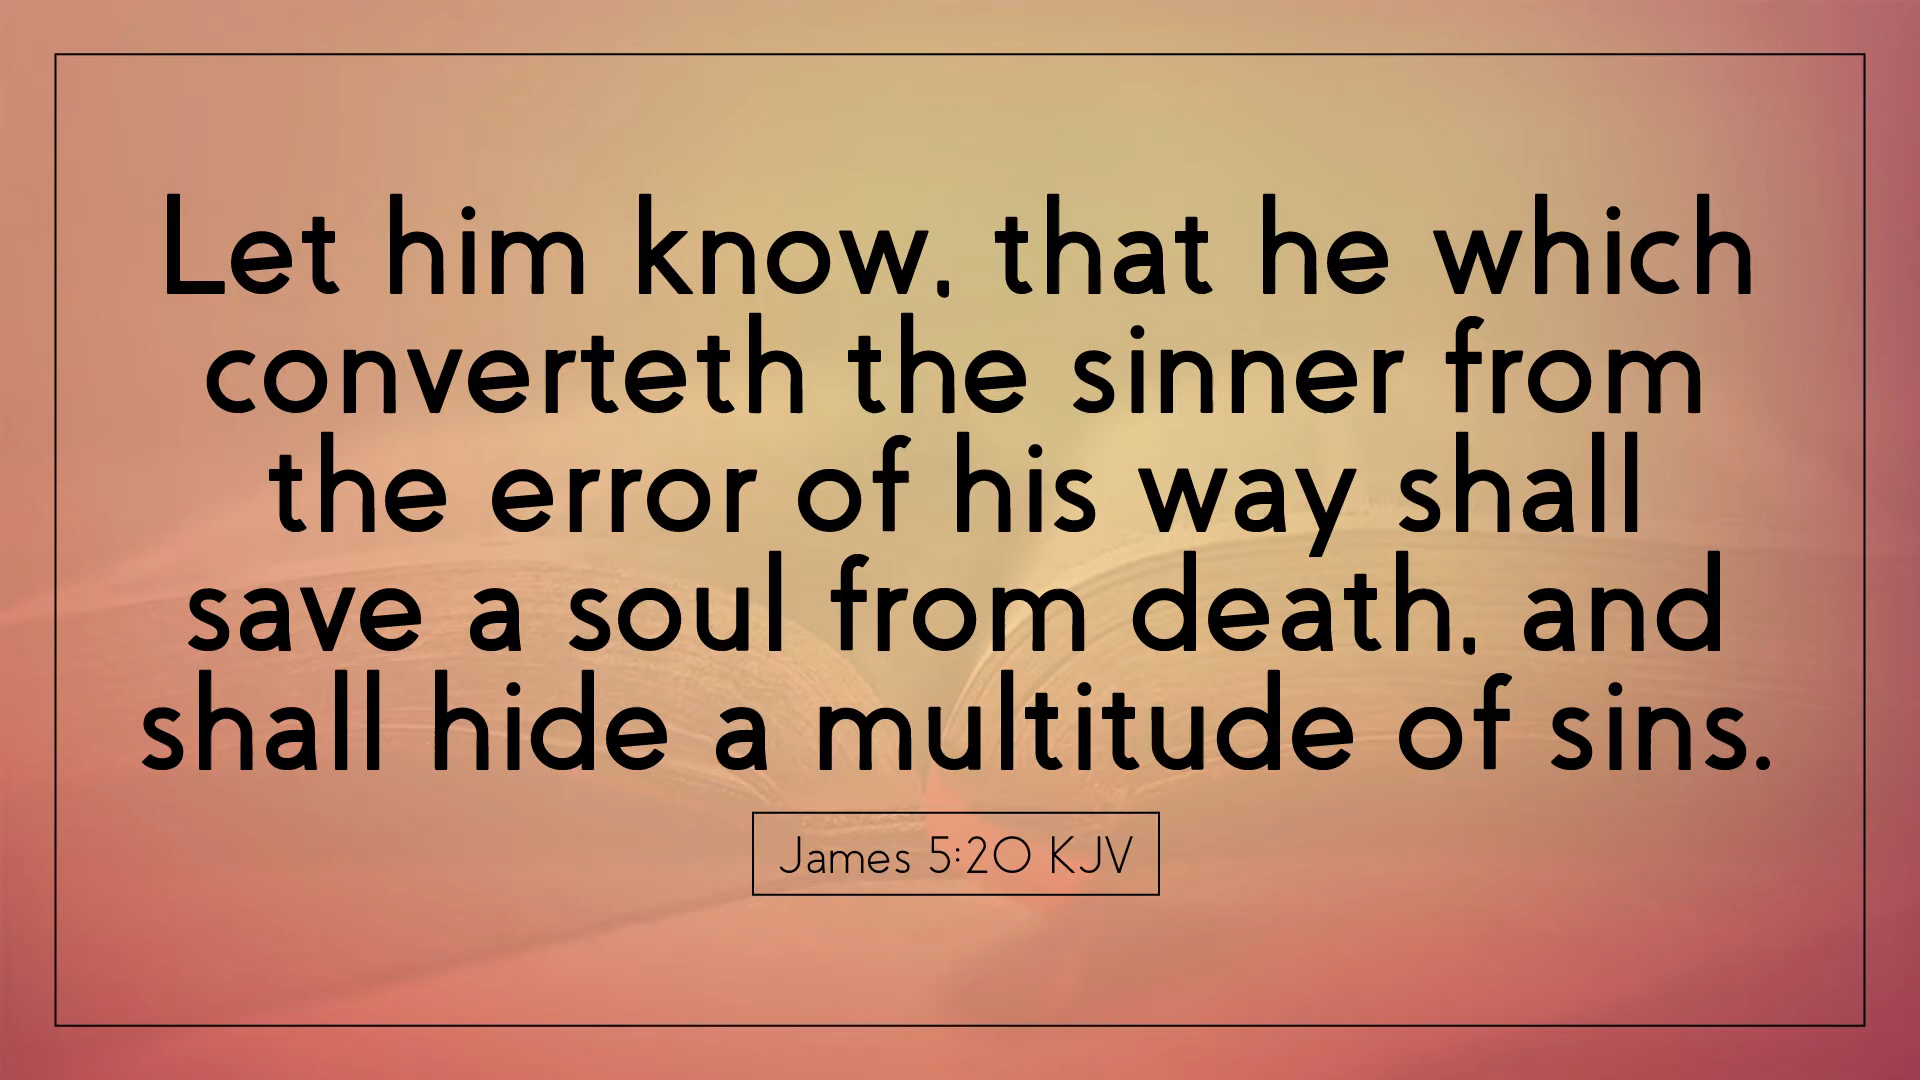 Let him know, that he which
converteth the sinner from
the error of his way shall
save a soul from death, and
shall hide a multitude of sins.
James 5:20 KJV